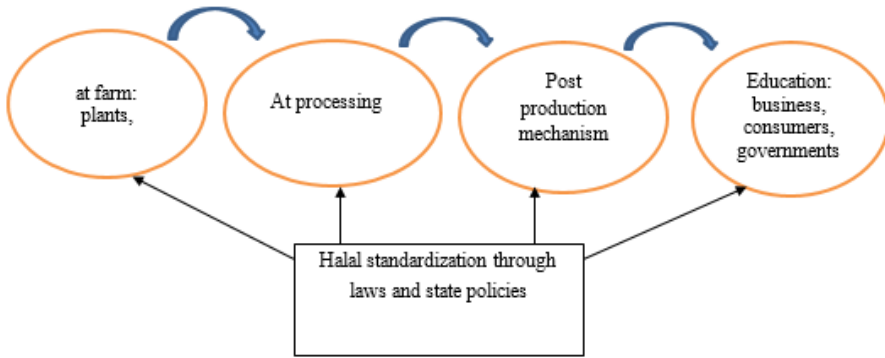 at farm:
plants,
At processing
Post
production
mechanism
Education:
business,
consumers,
governments
Halal standardization through
laws and state policies